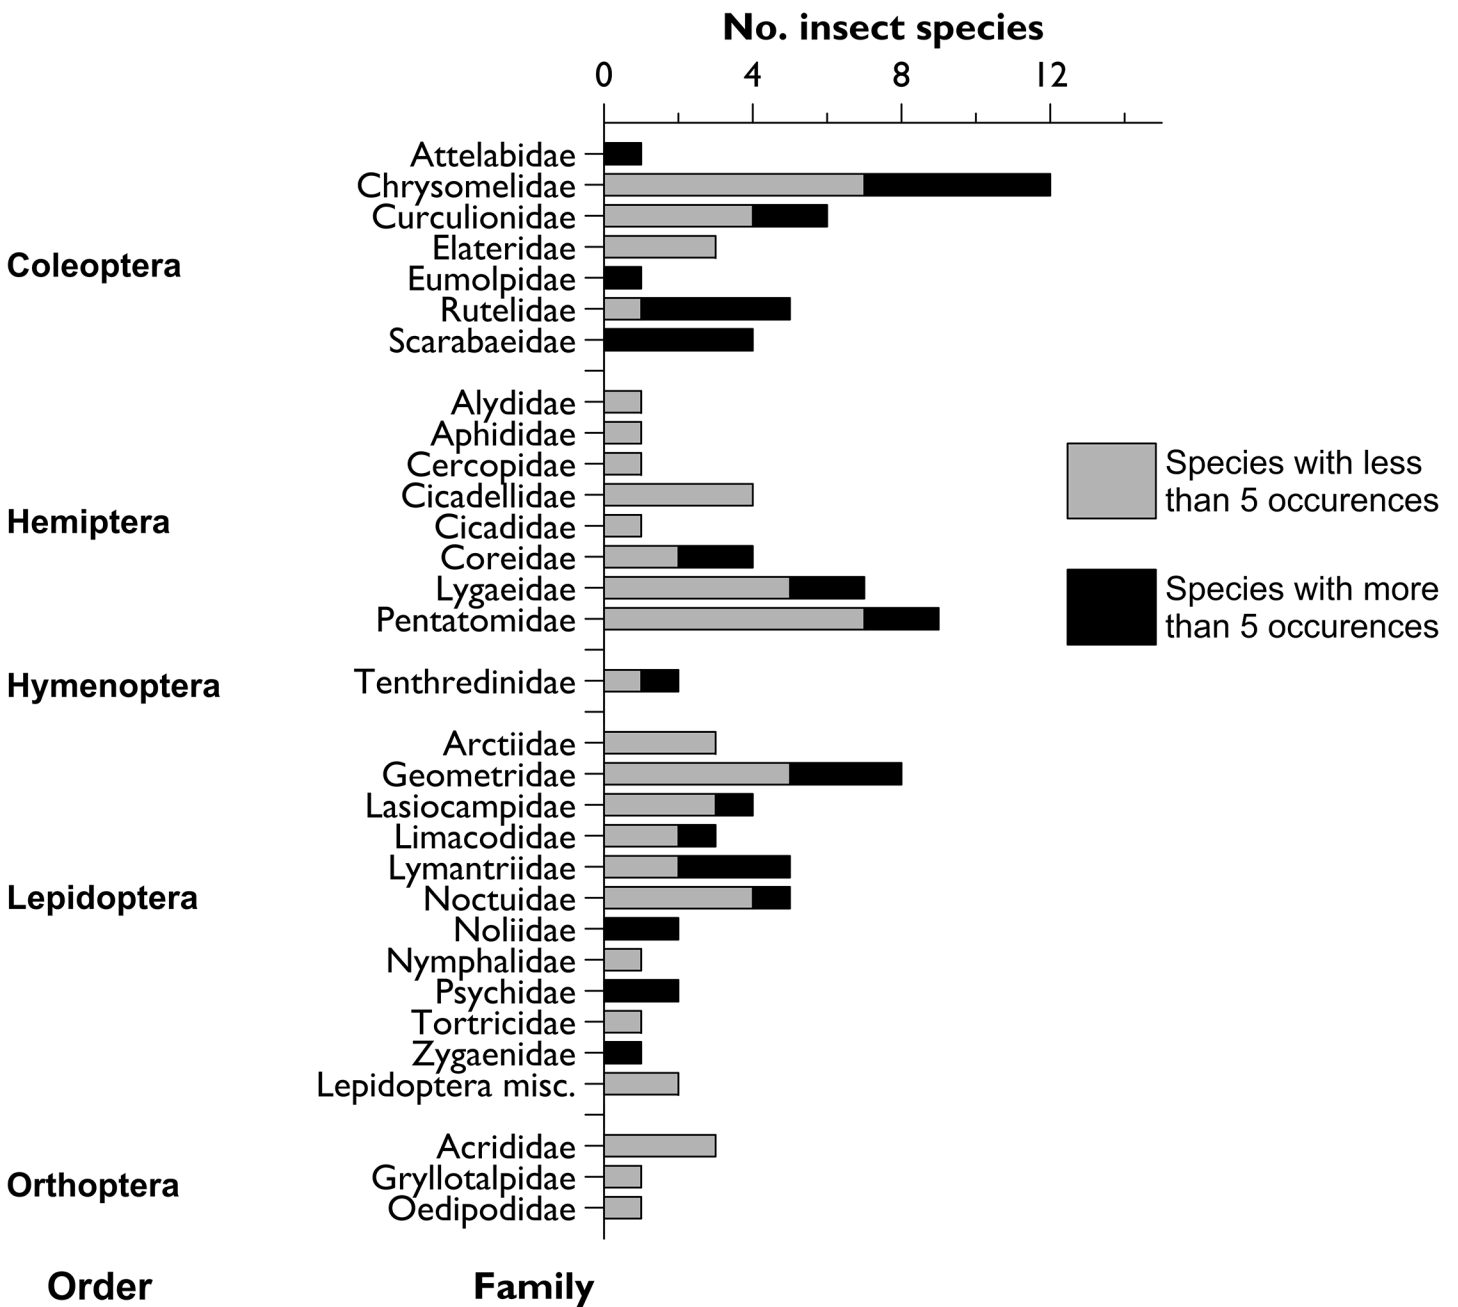 No. insect species
0 4 8 12
Attelabidae
Chrysomelidae
Curculionidae
Elateridae
Coleoptera
Eumolpidae
Rutelidae
Scarabaeidae
Alydidae
Aphididae
Cercopidae
Cicadellidae
Hemiptera
Cicadidae
Coreidae
Lygaeidae
Pentatomidae
Species with less
than 5 occurences
Species with more
than 5 occurences
Hymenoptera
Tenthredinidae
Arctiidae
Geometridae
Lasiocampidae
Limacodidae
Lymantriidae
Lepidoptera
Noctuidae
Noliidae
Nymphalidae
Psychidae
Tortricidae
Zygaenidae
Lepidoptera misc.
Acrididae
Gryllotalpidae
Orthoptera
Oedipodidae
Order
Family